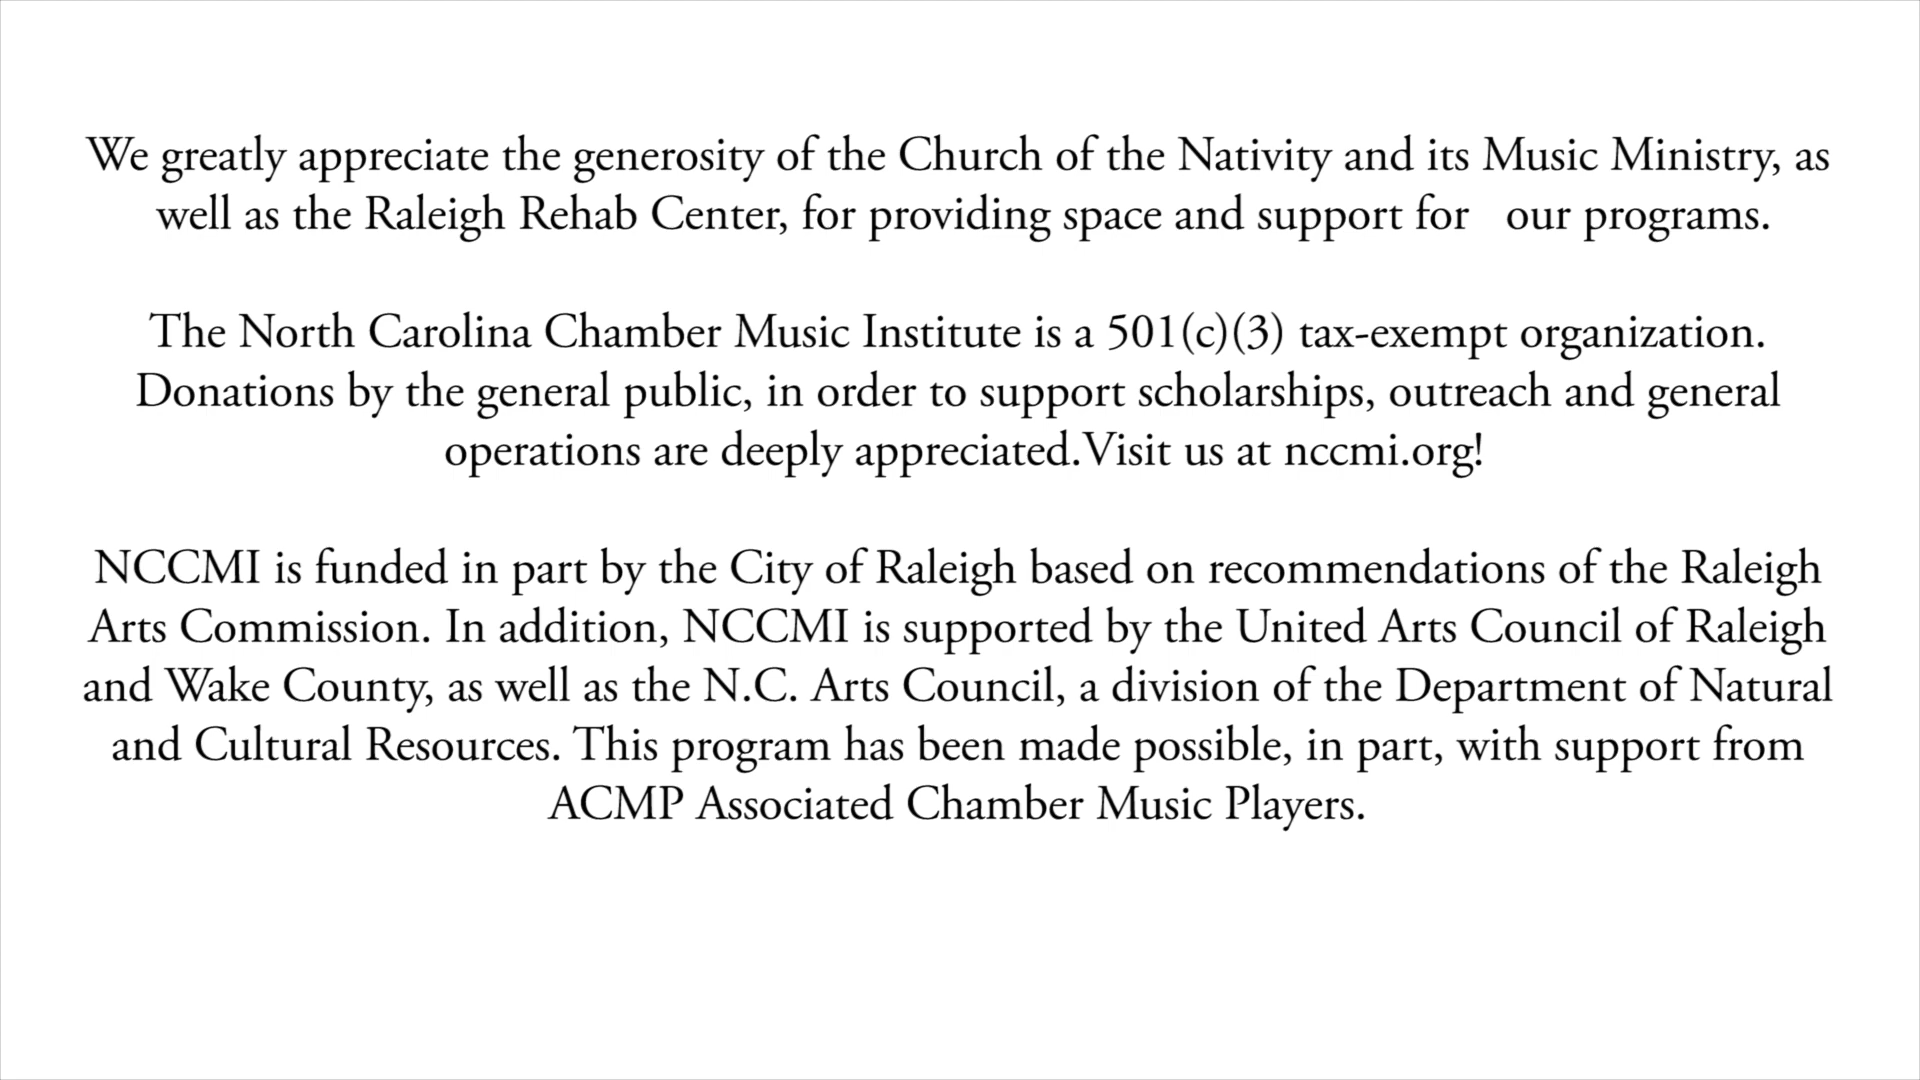 We greatly appreciate the generosity of the Church of the Nativity and its Music Ministry, as
well as the Raleigh Rehab Center, for providing space and support for   our programs.
The North Carolina Chamber Music Institute is a 501(c)(3) tax-exempt organization.
Donations by the general public, in order to support scholarships, outreach and general
operations are deeply appreciated.Visit us at nccmi.org!
NCCMI is funded in part by the City of Raleigh based on recommendations of the Raleigh
Arts Commission. In addition, NCCMI is supported by the United Arts Council of Raleigh
and Wake County, as well as the N.C. Arts Council, a division of the Department of Natural
and Cultural Resources. This program has been made possible, in part, with support from
ACMP Associated Chamber Music Players.